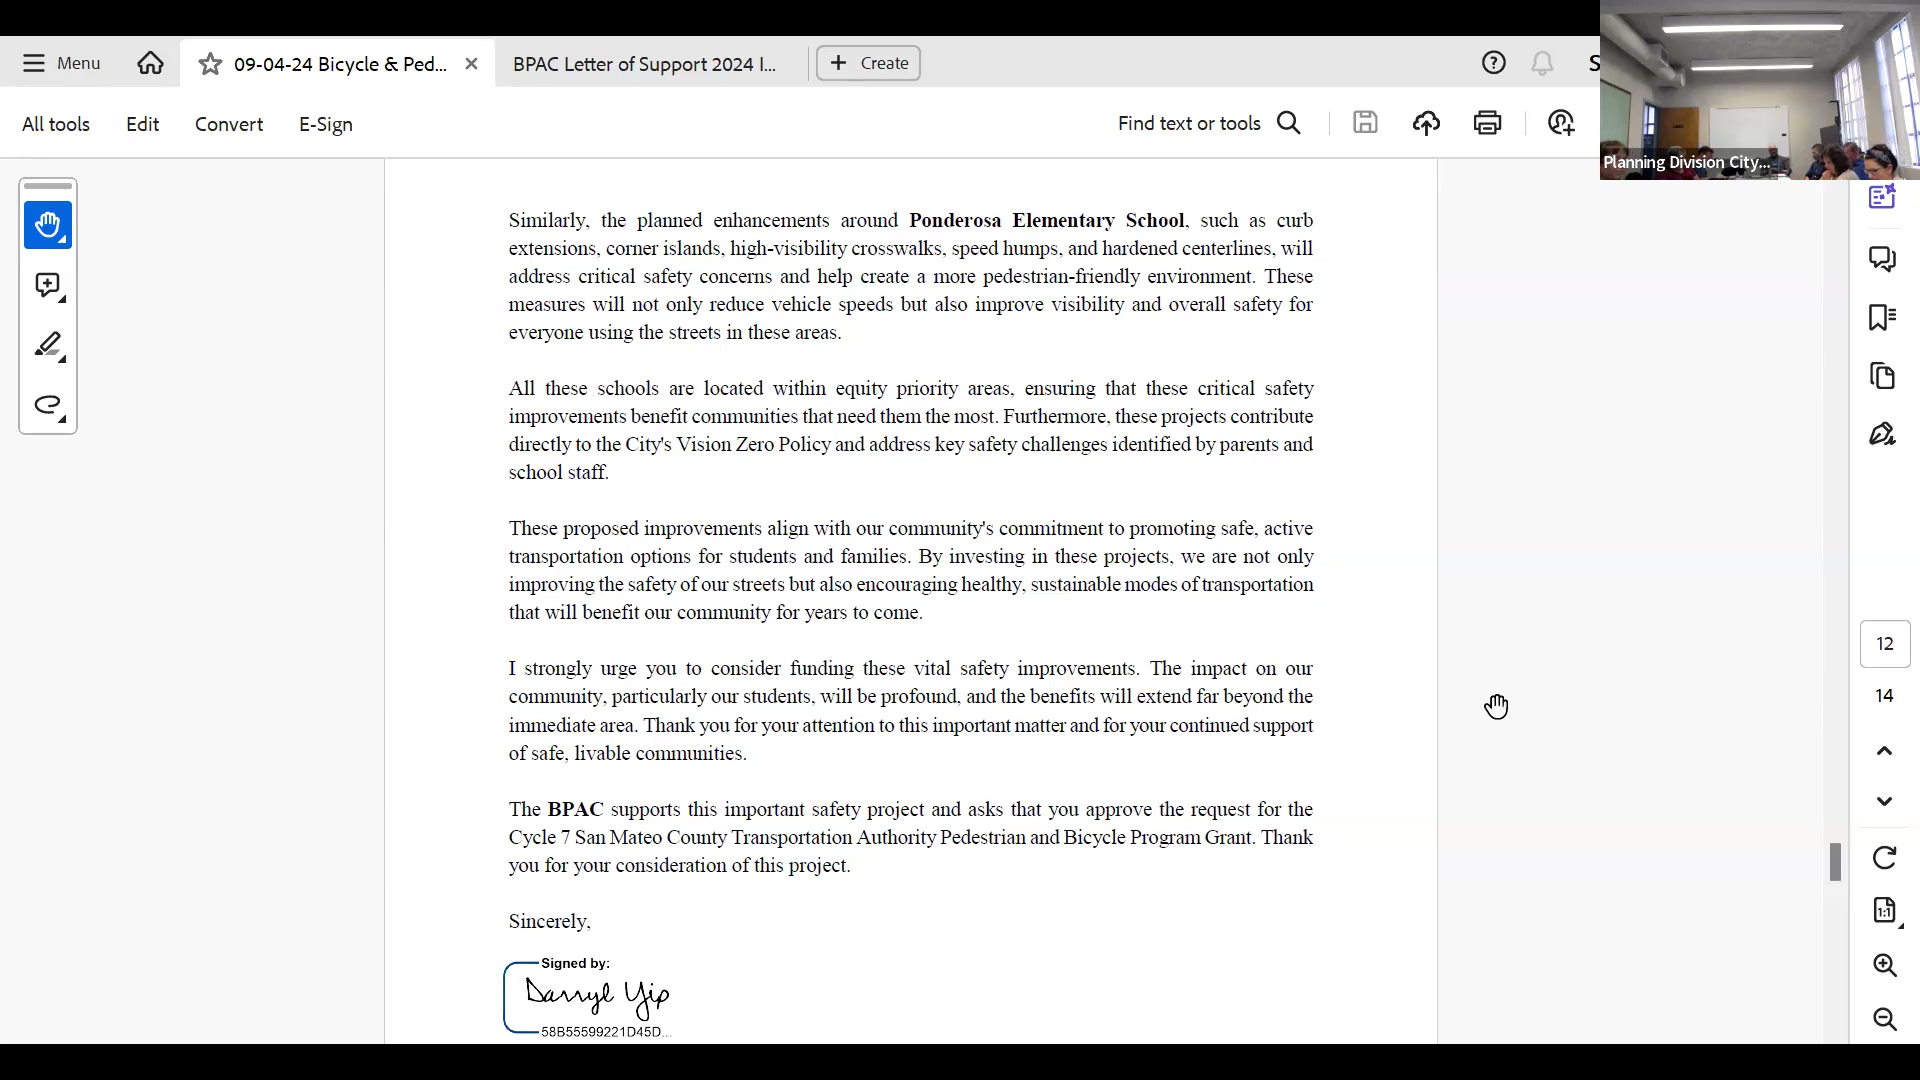 Menu
09-04-24 Bicycle & Ped...
BPAC Letter of Support 2024 I...
Create
All tools
Edit
Convert
E-Sign
Find text or tools
Planning Division City...
Similarly, the planned enhancements around Ponderosa Elementary School, such as curb
extensions, corner islands, high-visibility crosswalks, speed humps, and hardened centerlines, will
address critical safety concerns and help create a more pedestrian-friendly environment. These
measures will not only reduce vehicle speeds but also improve visibility and overall safety for
everyone using the streets in these areas.
All these schools are located within equity priority areas, ensuring that these critical safety
improvements benefit communities that need them the most. Furthermore, these projects contribute
directly to the City's Vision Zero Policy and address key safety challenges identified by parents and
school staff.
These proposed improvements align with our community's commitment to promoting safe, active
transportation options for students and families. By investing in these projects, we are not only
improving the safety of our streets but also encouraging healthy, sustainable modes of transportation
that will benefit our community for years to come.
I strongly urge you to consider funding these vital safety improvements. The impact on our
community, particularly our students, will be profound, and the benefits will extend far beyond the
immediate area. Thank you for your attention to this important matter and for your continued support
of safe, livable communities.
The BPAC supports this important safety project and asks that you approve the request for the
Cycle 7 San Mateo County Transportation Authority Pedestrian and Bicycle Program Grant. Thank
you for your consideration of this project.
Sincerely,
Signed by:
Darryl Yip
58B55599221D45D...
12
14
1:1